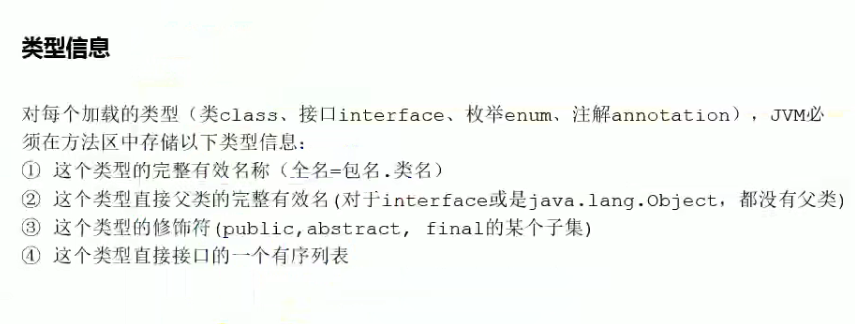 类型信息
对每个加载的类型（类class、接口interface、枚举enum、注解annotation），JVM必
须在方法区中存储以下类型信息：
① 这个类型的完整有效名称（全名=包名.类名）
② 这个类型直接父类的完整有效名(对于interface或是java.lang.Object，都没有父类)
③ 这个类型的修饰符(public,abstract, final的某个子集)
④ 这个类型直接接口的一个有序列表